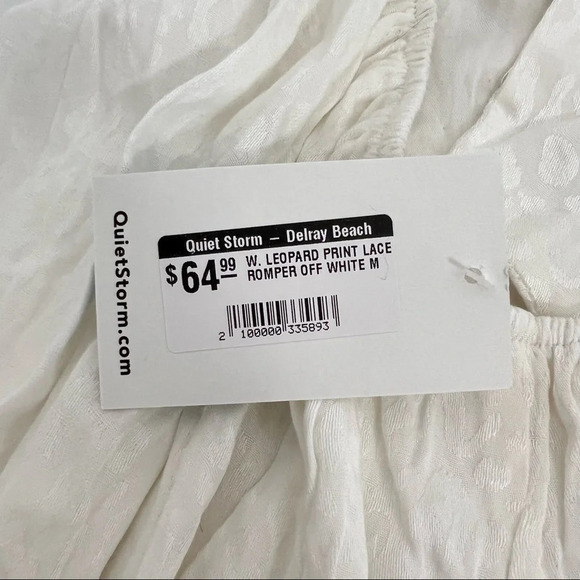 QuietStorm.com
Quiet Storm – Delray Beach
$64.99 W. LEOPARD PRINT LACE
ROMPER OFF WHITE M
2 100000 335893